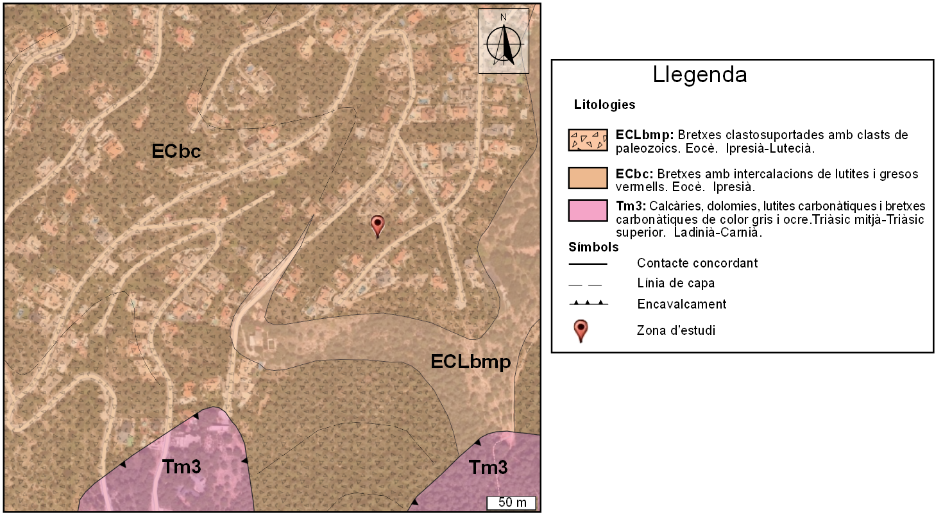 N
ECbc
ECLbmp
Tm3
Tm3
50 m
Llegenda
Litologies
ECLbmp: Bretxes clastosuportades amb clasts de
paleozoics. Eocè. Ipresià-Lutecià.
ECbc: Bretxes amb intercalacions de lutites i gresos
vermells. Eocè. Ipresià.
Tm3: Calcàries, dolomies, lutites carbonàtiques i bretxes
carbonàtiques de color gris i ocre.Triàsic mitjà-Triàsic
superior. Ladinià-Carnià.
Símbols
Contacte concordant
Línia de capa
Encavalcament
Zona d'estudi